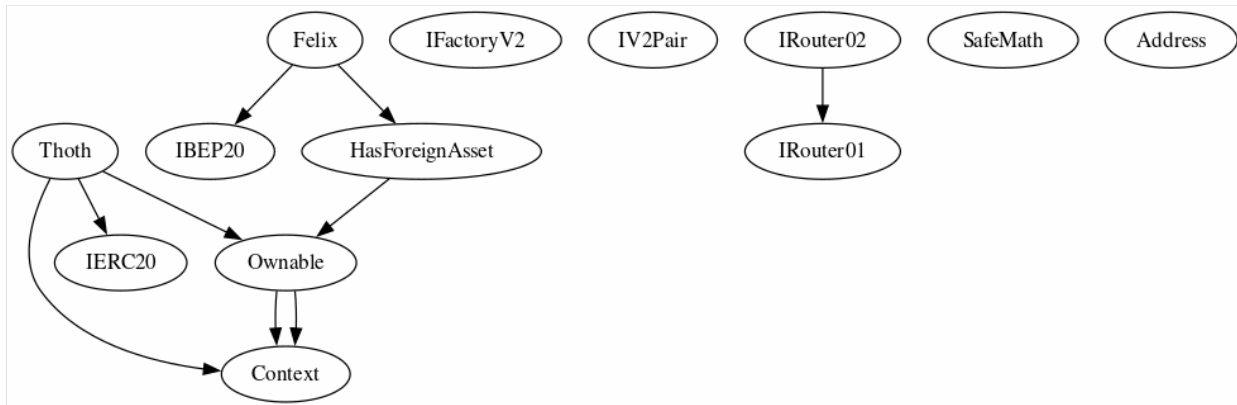 Felix
IFactoryV2
IV2Pair
IRouter02
SafeMath
Address
Thoth
IBEP20
HasForeignAsset
IRouter01
IERC20
Ownable
Context